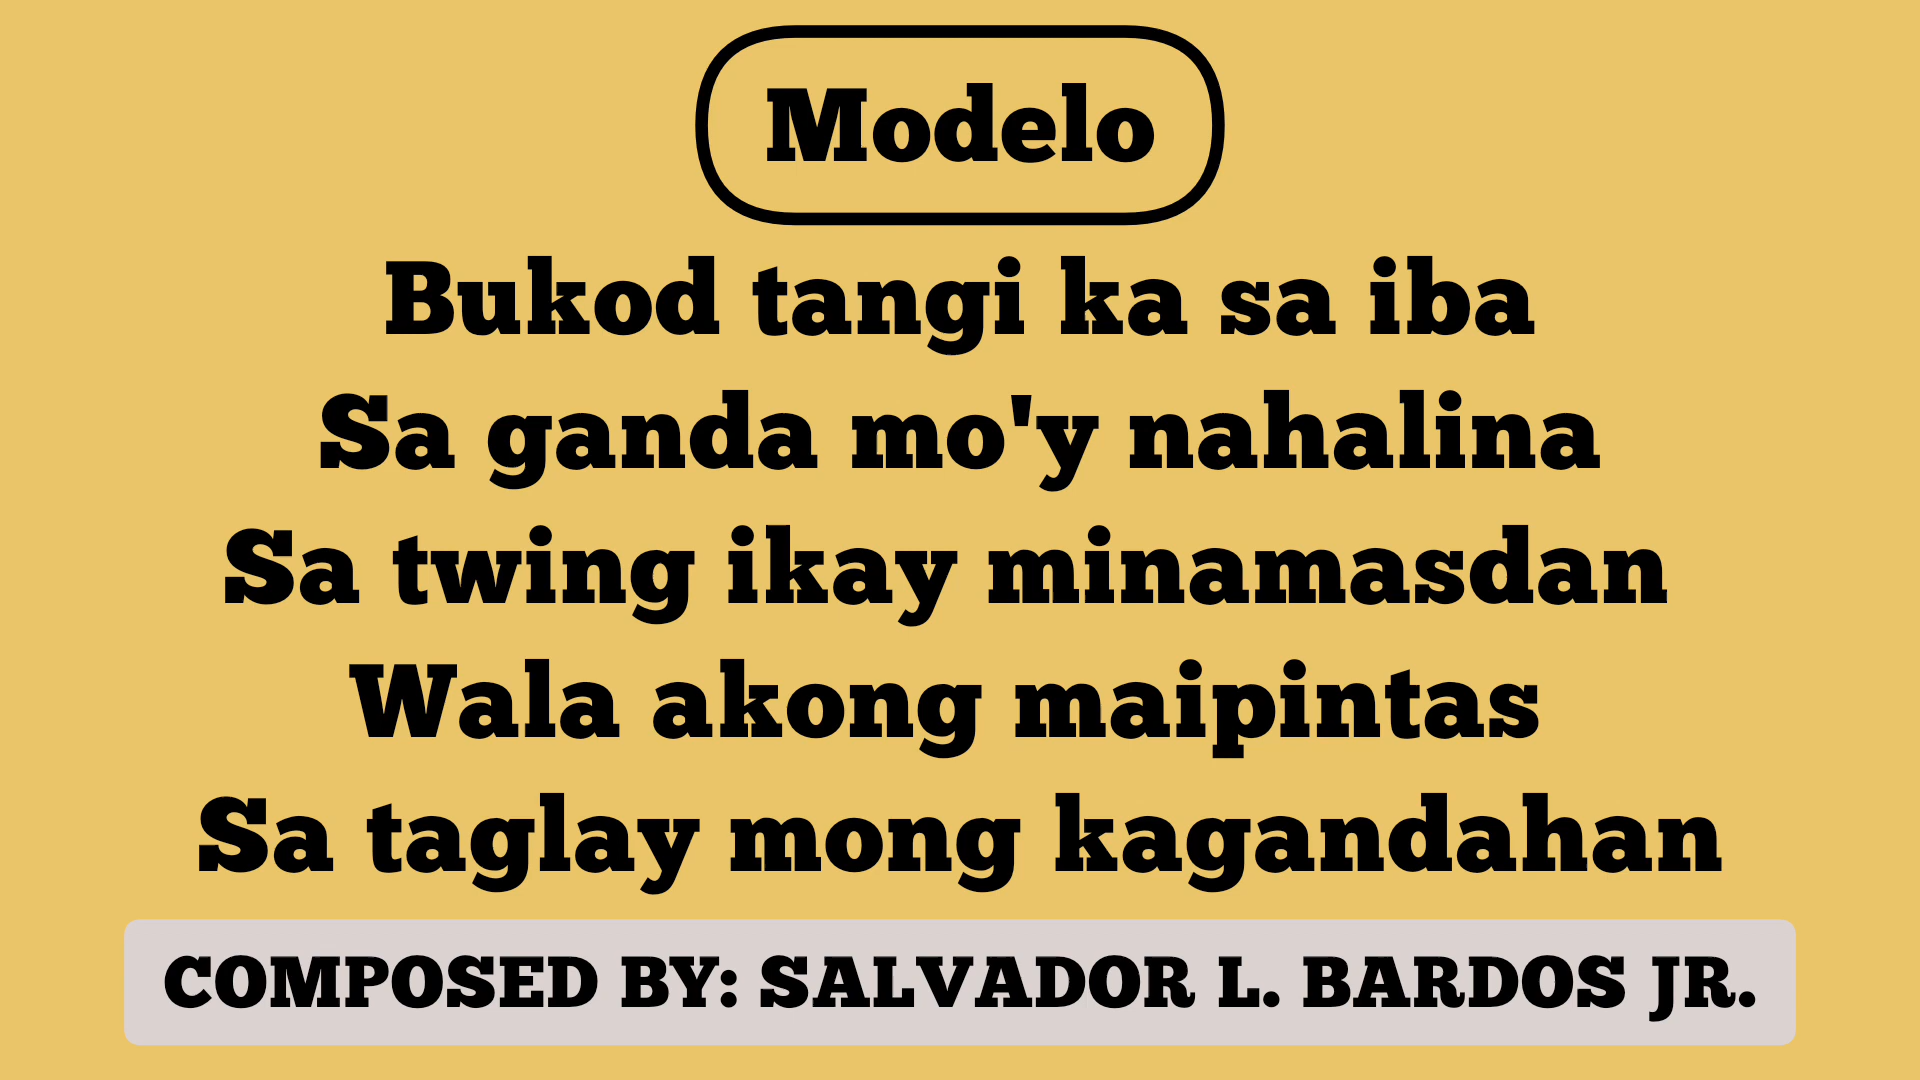 Modelo
Bukod tangi ka sa iba
Sa ganda mo'y nahalina
Sa twing ikay minamasdan
Wala akong maipintas
Sa taglay mong kagandahan
COMPOSED BY: SALVADOR L. BARDOS JR.